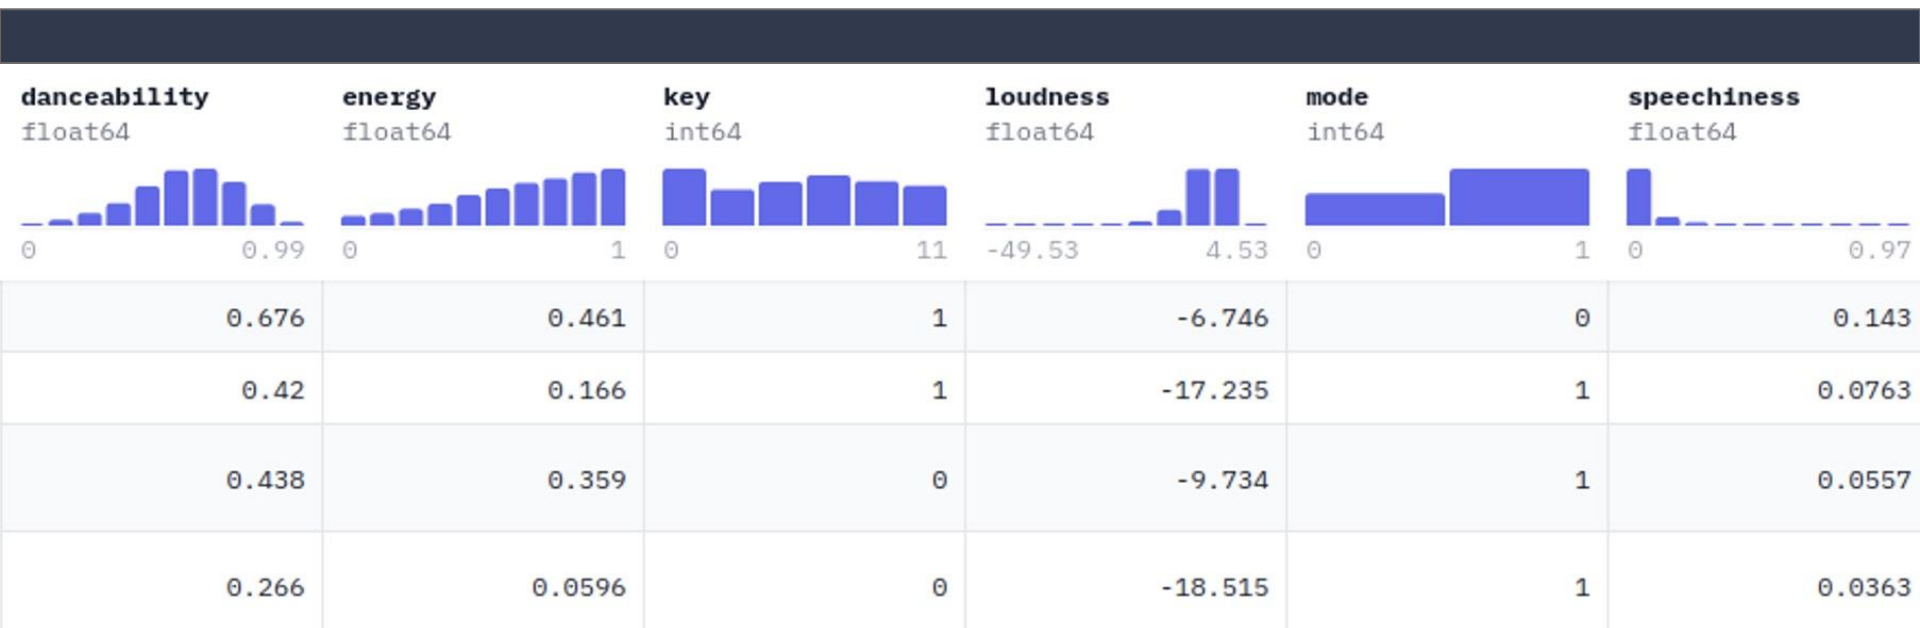 danceability energy key loudness mode speechiness
float64 float64 int64 float64 int64 float64
0 0.99 0 1 0 11 -49.53 4.53 0 1 0 0.97
0.676 0.461 1 -6.746 0 0.143
0.42 0.166 1 -17.235 1 0.0763
0.438 0.359 0 -9.734 1 0.0557
0.266 0.0596 0 -18.515 1 0.0363